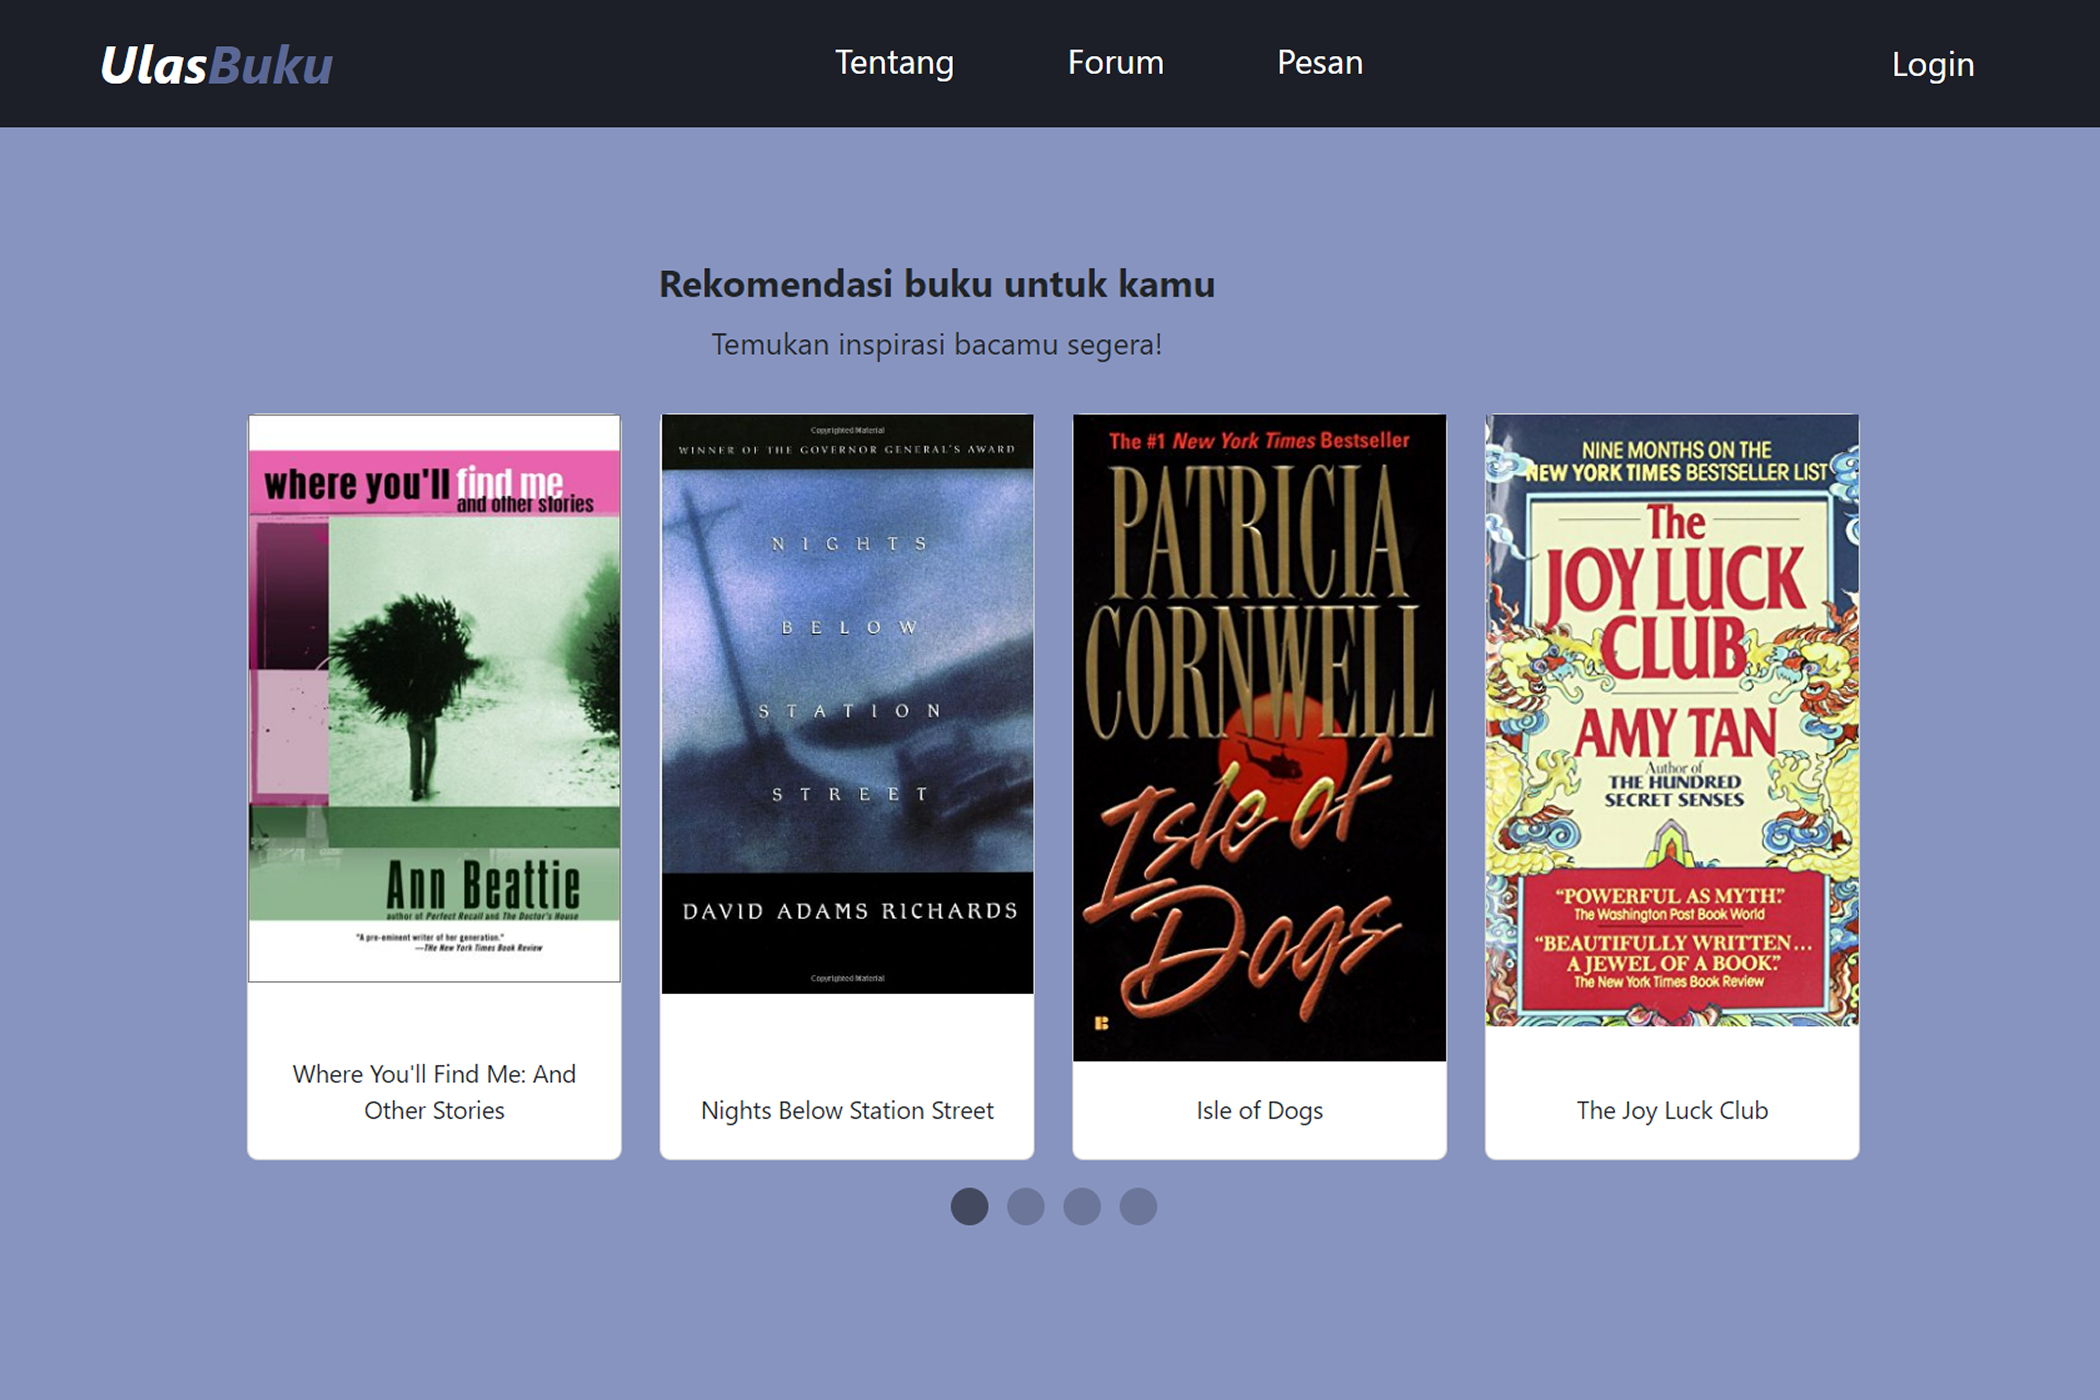 UlasBuku
Tentang
Forum
Pesan
Login
Rekomendasi buku untuk kamu
Temukan inspirasi bacamu segera!
where you'll find me
and other stories
Ann Beattie
author of Perfect Recall and The Doctor's House
"A pre-eminent writer of her generation."
—The New York Times Book Review
Where You'll Find Me: And
Other Stories
Copyrighted Material
WINNER OF THE GOVERNOR GENERAL'S AWARD
NIGHTS
BELOW
STATION
STREET
DAVID ADAMS RICHARDS
Copyrighted Material
Nights Below Station Street
The #1 New York Times Bestseller
PATRICIA
CORNWELL
Isle of
Dogs
B
Isle of Dogs
NINE MONTHS ON THE
NEW YORK TIMES BESTSELLER LIST
The
JOY LUCK
CLUB
AMY TAN
Author of
THE HUNDRED
SECRET SENSES
“POWERFUL AS MYTH.”
The Washington Post Book World
“BEAUTIFULLY WRITTEN...
A JEWEL OF A BOOK.”
The New York Times Book Review
The Joy Luck Club